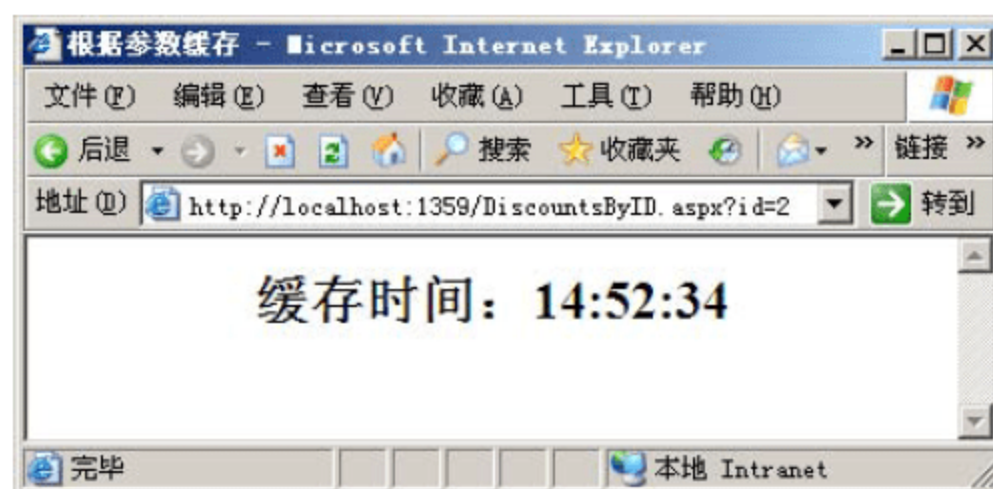 根据参数缓存 - Microsoft Internet Explorer
文件(F) 编辑(E) 查看(V) 收藏(A) 工具(T) 帮助(H)
后退 搜索 收藏夹 » 链接 »
地址(D) http://localhost:1359/DiscountsByID.aspx?id=2 转到
缓存时间：14:52:34
完毕 本地 Intranet